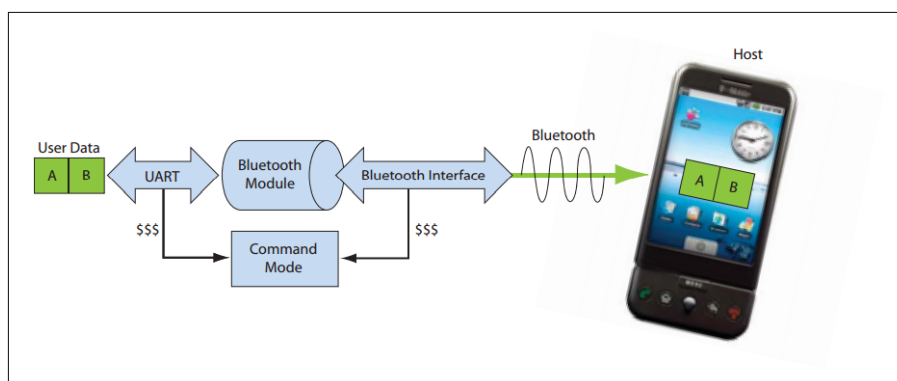 Host
Bluetooth
User Data
A B
UART
Bluetooth
Module
Bluetooth Interface
A B
$$$
$$$
Command
Mode